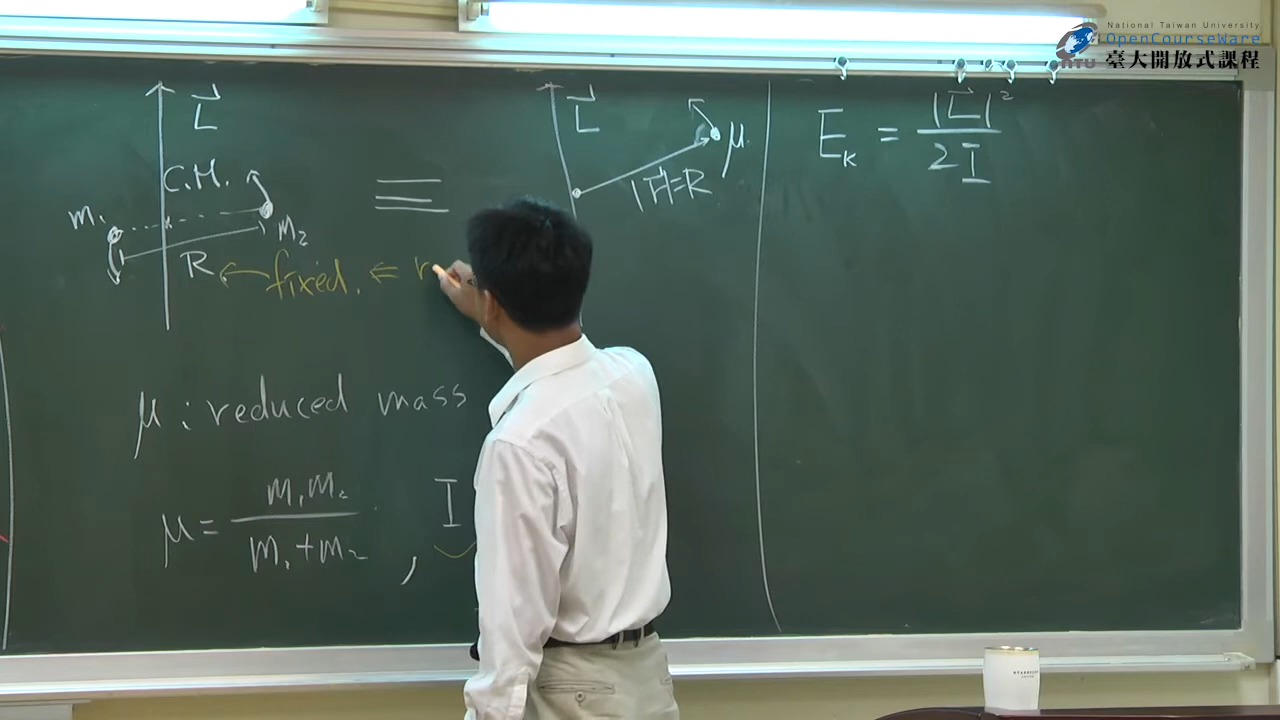 National Taiwan University
OpenCourseWare
臺大開放式課程
L⃗
C.M.
m₁
m₂
R ← fixed. ⇐ r
≡
L⃗
μ
|r⃗|=R
E_K = |L⃗|² / 2I
μ : reduced mass
μ = m₁m₂ / m₁+m₂ , I